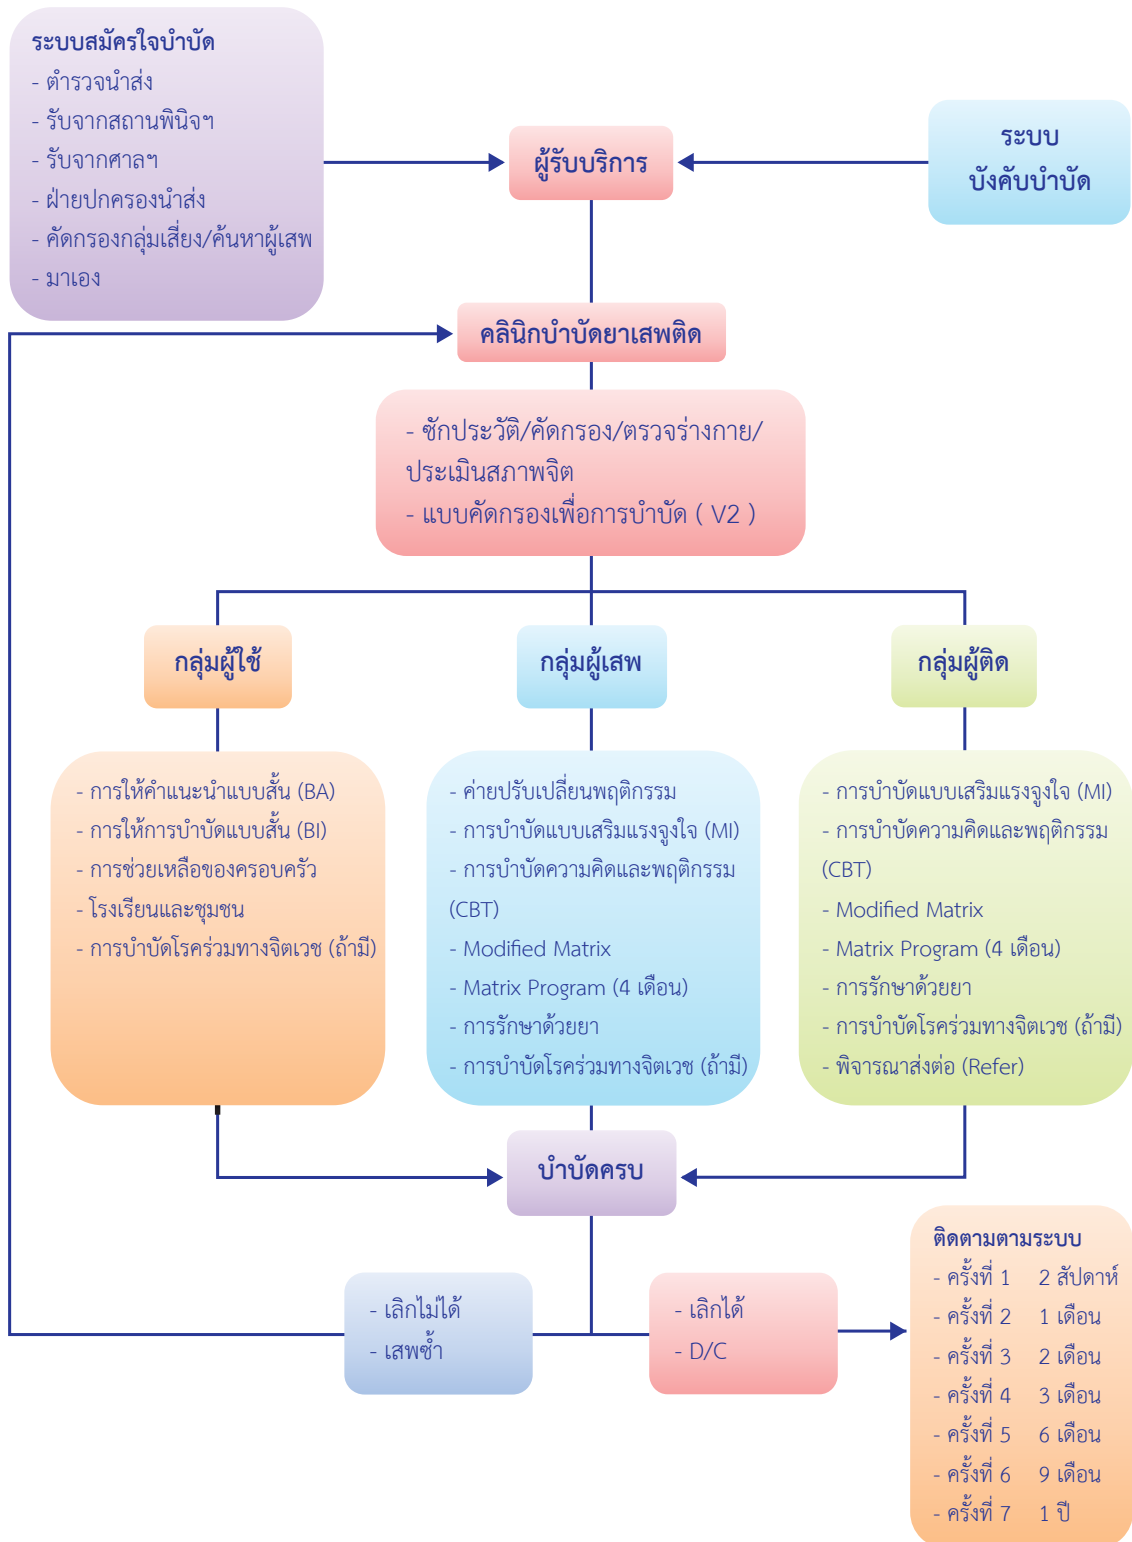 ระบบสมัครใจบำบัด
- ตำรวจนำส่ง
- รับจากสถานพินิจฯ
- รับจากศาลฯ
- ฝ่ายปกครองนำส่ง
- คัดกรองกลุ่มเสี่ยง/ค้นหาผู้เสพ
- มาเอง
ผู้รับบริการ
ระบบ
บังคับบำบัด
คลินิกบำบัดยาเสพติด
- ซักประวัติ/คัดกรอง/ตรวจร่างกาย/
ประเมินสภาพจิต
- แบบคัดกรองเพื่อการบำบัด ( V2 )
กลุ่มผู้ใช้
- การให้คำแนะนำแบบสั้น (BA)
- การให้การบำบัดแบบสั้น (BI)
- การช่วยเหลือของครอบครัว
- โรงเรียนและชุมชน
- การบำบัดโรคร่วมทางจิตเวช (ถ้ามี)
กลุ่มผู้เสพ
- ค่ายปรับเปลี่ยนพฤติกรรม
- การบำบัดแบบเสริมแรงจูงใจ (MI)
- การบำบัดความคิดและพฤติกรรม
(CBT)
- Modified Matrix
- Matrix Program (4 เดือน)
- การรักษาด้วยยา
- การบำบัดโรคร่วมทางจิตเวช (ถ้ามี)
กลุ่มผู้ติด
- การบำบัดแบบเสริมแรงจูงใจ (MI)
- การบำบัดความคิดและพฤติกรรม
(CBT)
- Modified Matrix
- Matrix Program (4 เดือน)
- การรักษาด้วยยา
- การบำบัดโรคร่วมทางจิตเวช (ถ้ามี)
- พิจารณาส่งต่อ (Refer)
บำบัดครบ
- เลิกไม่ได้
- เสพซ้ำ
- เลิกได้
- D/C
ติดตามตามระบบ
- ครั้งที่ 1 2 สัปดาห์
- ครั้งที่ 2 1 เดือน
- ครั้งที่ 3 2 เดือน
- ครั้งที่ 4 3 เดือน
- ครั้งที่ 5 6 เดือน
- ครั้งที่ 6 9 เดือน
- ครั้งที่ 7 1 ปี